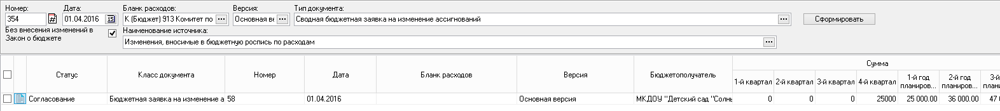 Номер: Дата: Бланк расходов: Версия: Тип документа:
354 01.04.2016 15 К (Бюджет) 913 Комитет по ... Основная ве ... Сводная бюджетная заявка на изменение ассигнований ... Сформировать
Без внесения изменений в Наименование источника:
Закон о бюджете
Изменения, вносимые в бюджетную роспись по расходам ...
Сумма
Статус Класс документа Номер Дата Бланк расходов Версия Бюджетополучатель
1-й квартал 2-й квартал 3-й квартал 4-й квартал 1-й год планиров... 2-й год планиров... 3-й плани
Согласование Бюджетная заявка на изменение а 58 01.04.2016 Основная версия МКДОУ "Детский сад "Солнь 0 0 0 25000 25 000.00 36 000.00 47